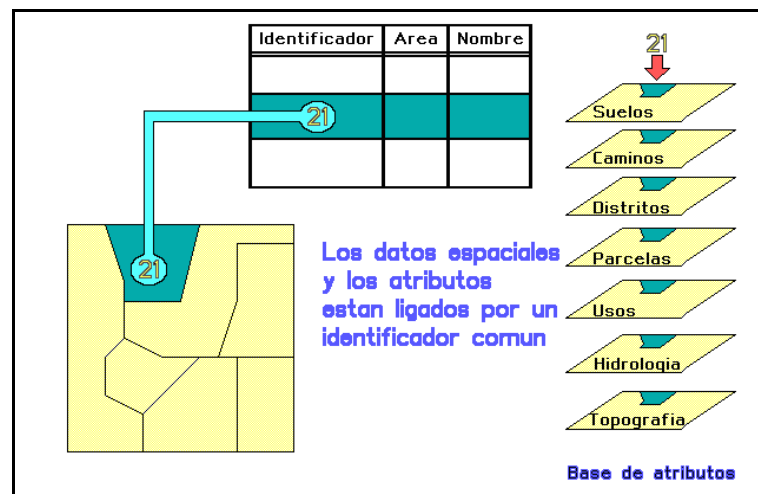 Identificador Area Nombre
21
21
Los datos espaciales
y los atributos
estan ligados por un
identificador comun
21
Suelos
Caminos
Distritos
Parcelas
Usos
Hidrologia
Topografia
Base de atributos